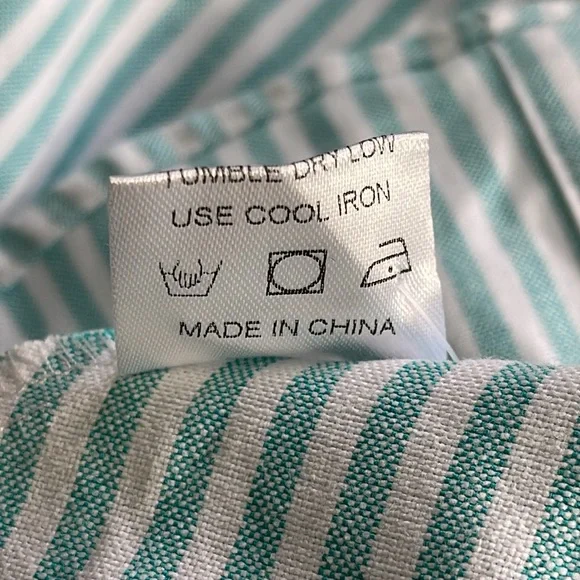 TUMBLE DRY LOW
USE COOL IRON
MADE IN CHINA